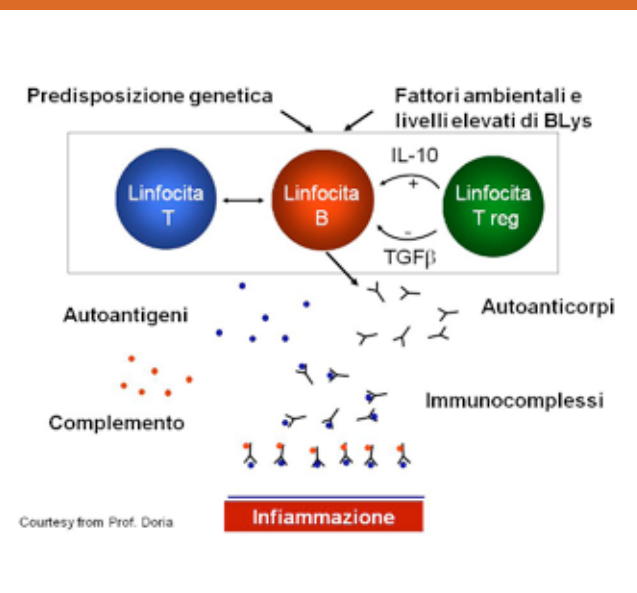 Predisposizione genetica
Fattori ambientali e
livelli elevati di BLys
IL-10
Linfocita
T
Linfocita
B
+
Linfocita
T reg
-
TGFβ
Autoantigeni
Autoanticorpi
Complemento
Immunocomplessi
Infiammazione
Courtesy from Prof. Doria